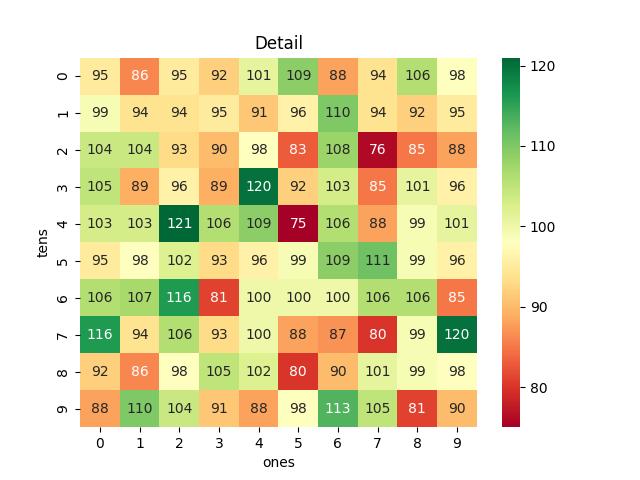 Detail
0 95 86 95 92 101 109 88 94 106 98
1 99 94 94 95 91 96 110 94 92 95
2 104 104 93 90 98 83 108 76 85 88
3 105 89 96 89 120 92 103 85 101 96
4 103 103 121 106 109 75 106 88 99 101
5 95 98 102 93 96 99 109 111 99 96
6 106 107 116 81 100 100 100 106 106 85
7 116 94 106 93 100 88 87 80 99 120
8 92 86 98 105 102 80 90 101 99 98
9 88 110 104 91 88 98 113 105 81 90
tens
0 1 2 3 4 5 6 7 8 9
ones
120
110
100
90
80